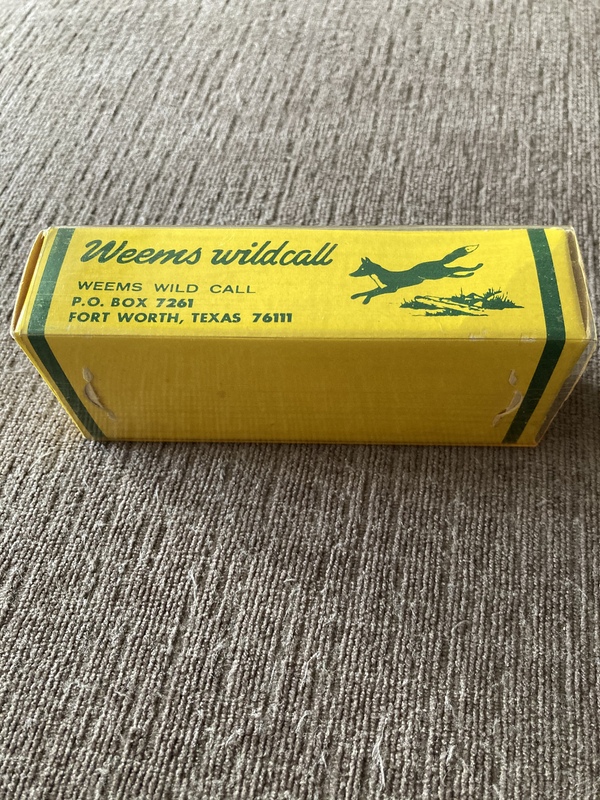 Weems wildcall
WEEMS WILD CALL
P.O. BOX 7261
FORT WORTH, TEXAS 76111